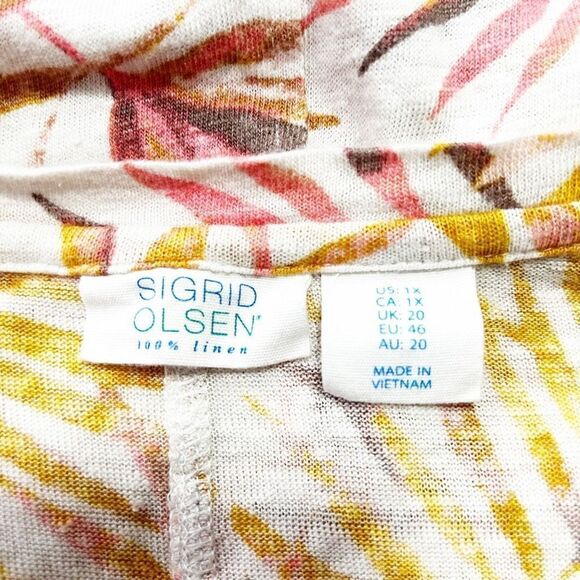 SIGRID
OLSEN
100% linen
US: 1X
CA: 1X
UK: 20
EU: 46
AU: 20
MADE IN
VIETNAM